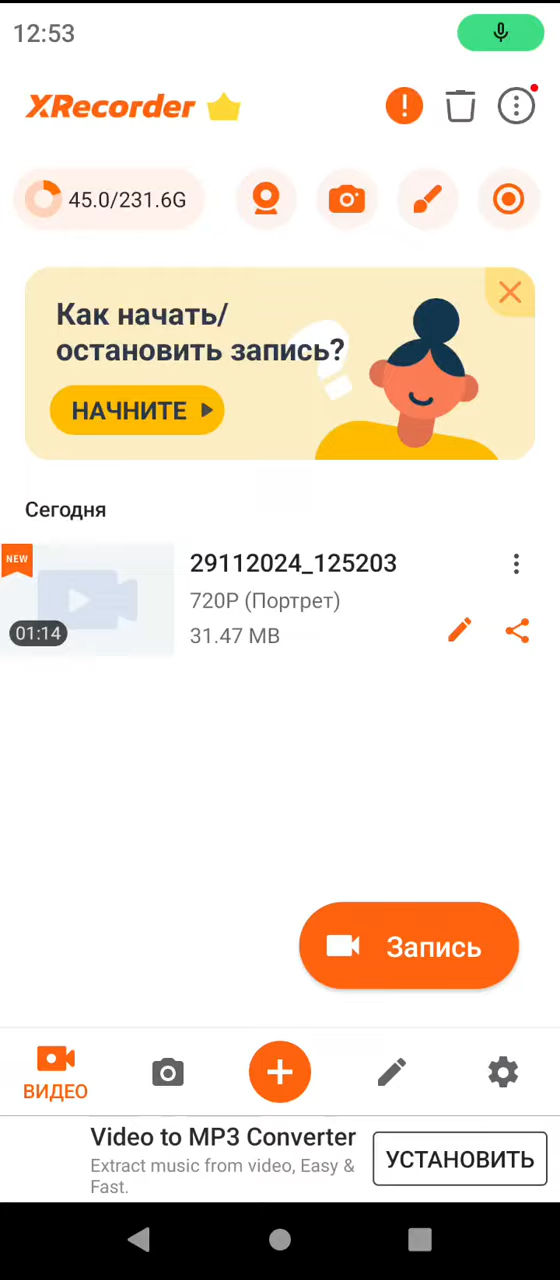 12:53
XRecorder
45.0/231.6G
Как начать/
остановить запись?
НАЧНИТЕ
Сегодня
NEW
29112024_125203
720P (Портрет)
01:14
31.47 MB
Запись
ВИДЕО
Video to MP3 Converter
Extract music from video, Easy &
Fast.
УСТАНОВИТЬ